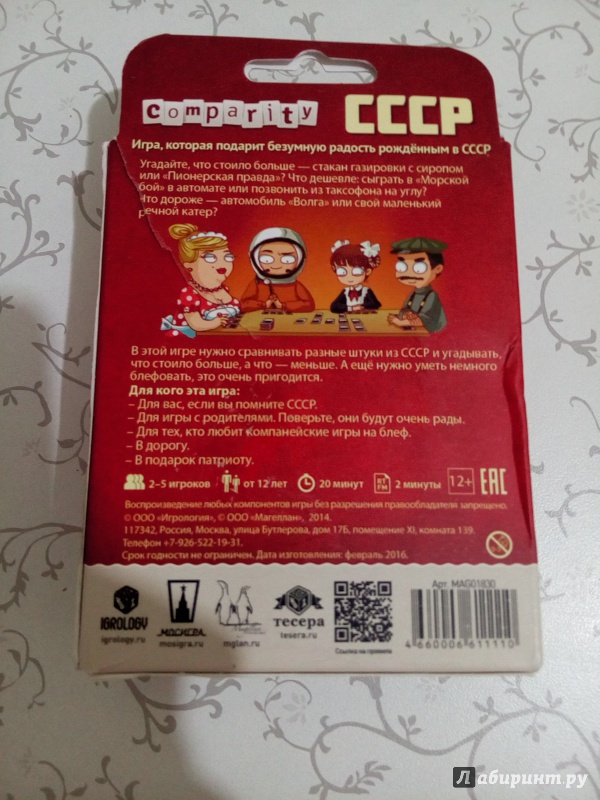 comparity СССР
Игра, которая подарит безумную радость рождённым в СССР
Угадайте, что стоило больше — стакан газировки с сиропом
или «Пионерская правда»? Что дешевле: сыграть в «Морской
бой» в автомате или позвонить из таксофона на углу?
Что дороже — автомобиль «Волга» или свой маленький
речной катер?
В этой игре нужно сравнивать разные штуки из СССР и угадывать,
что стоило больше, а что — меньше. А ещё нужно уметь немного
блефовать, это очень пригодится.
Для кого эта игра:
– Для вас, если вы помните СССР.
– Для игры с родителями. Поверьте, они будут очень рады.
– Для тех, кто любит компанейские игры на блеф.
– В дорогу.
– В подарок патриоту.
2–5 игроков от 12 лет 20 минут RT FM 2 минуты 12+ EAC
Воспроизведение любых компонентов игры без разрешения правообладателя запрещено.
© ООО «Игрология», © ООО «Магеллан», 2014.
117342, Россия, Москва, улица Бутлерова, дом 17Б, помещение XI, комната 139.
Телефон +7-926-522-19-31.
Срок годности не ограничен. Дата изготовления: февраль 2016.
Арт. MAG01830
IGROLOGY МОСИГРА тесера
igrology.ru mosigra.ru mglan.ru tesera.ru
Ссылка на правила
4 660006 611110
Лабиринт.ру